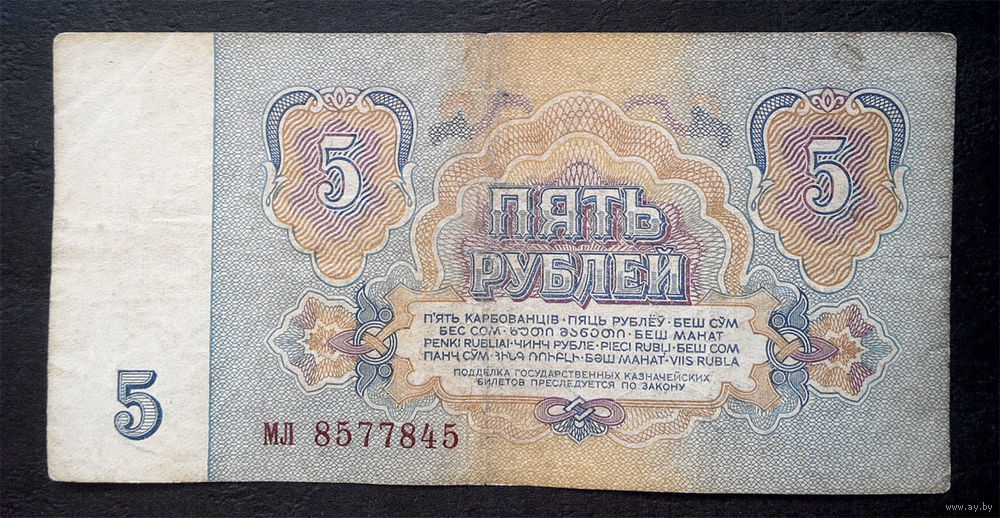 5
5
ПЯТЬ
РУБЛЕЙ
П'ЯТЬ КАРБОВАНЦІВ · ПЯЦЬ РУБЛЁЎ · БЕШ СЎМ
БЕС СОМ · ხუთი მანეთი · БЕШ МАНАТ
PENKI RUBLIAI · ЧИНЧ РУБЛЕ · PIECI RUBĻI · БЕШ СОМ
ПАНҶ СӮМ · ՀԻՆԳ ՌՈՒԲԼԻ · БӘШ МАНАТ · VIIS RUBLA
ПОДДЕЛКА ГОСУДАРСТВЕННЫХ КАЗНАЧЕЙСКИХ
БИЛЕТОВ ПРЕСЛЕДУЕТСЯ ПО ЗАКОНУ
5
МЛ 8577845
www.ay.by